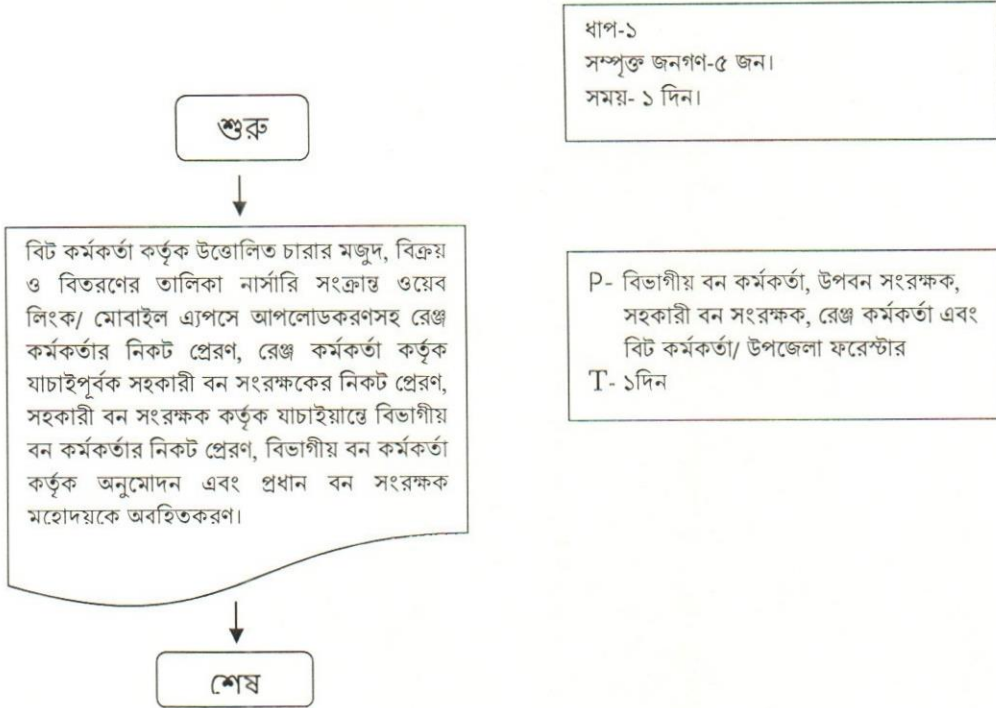 ধাপ-১
সম্পৃক্ত জনগণ-৫ জন।
সময়- ১ দিন।
শুরু
বিট কর্মকর্তা কর্তৃক উত্তোলিত চারার মজুদ, বিক্রয়
ও বিতরণের তালিকা নার্সারি সংক্রান্ত ওয়েব
লিংক/ মোবাইল এ্যপসে আপলোডকরণসহ রেঞ্জ
কর্মকর্তার নিকট প্রেরণ, রেঞ্জ কর্মকর্তা কর্তৃক
যাচাইপূর্বক সহকারী বন সংরক্ষকের নিকট প্রেরণ,
সহকারী বন সংরক্ষক কর্তৃক যাচাইয়ান্তে বিভাগীয়
বন কর্মকর্তার নিকট প্রেরণ, বিভাগীয় বন কর্মকর্তা
কর্তৃক অনুমোদন এবং প্রধান বন সংরক্ষক
মহোদয়কে অবহিতকরণ।
P- বিভাগীয় বন কর্মকর্তা, উপবন সংরক্ষক,
সহকারী বন সংরক্ষক, রেঞ্জ কর্মকর্তা এবং
বিট কর্মকর্তা/ উপজেলা ফরেস্টার
T- ১দিন
শেষ